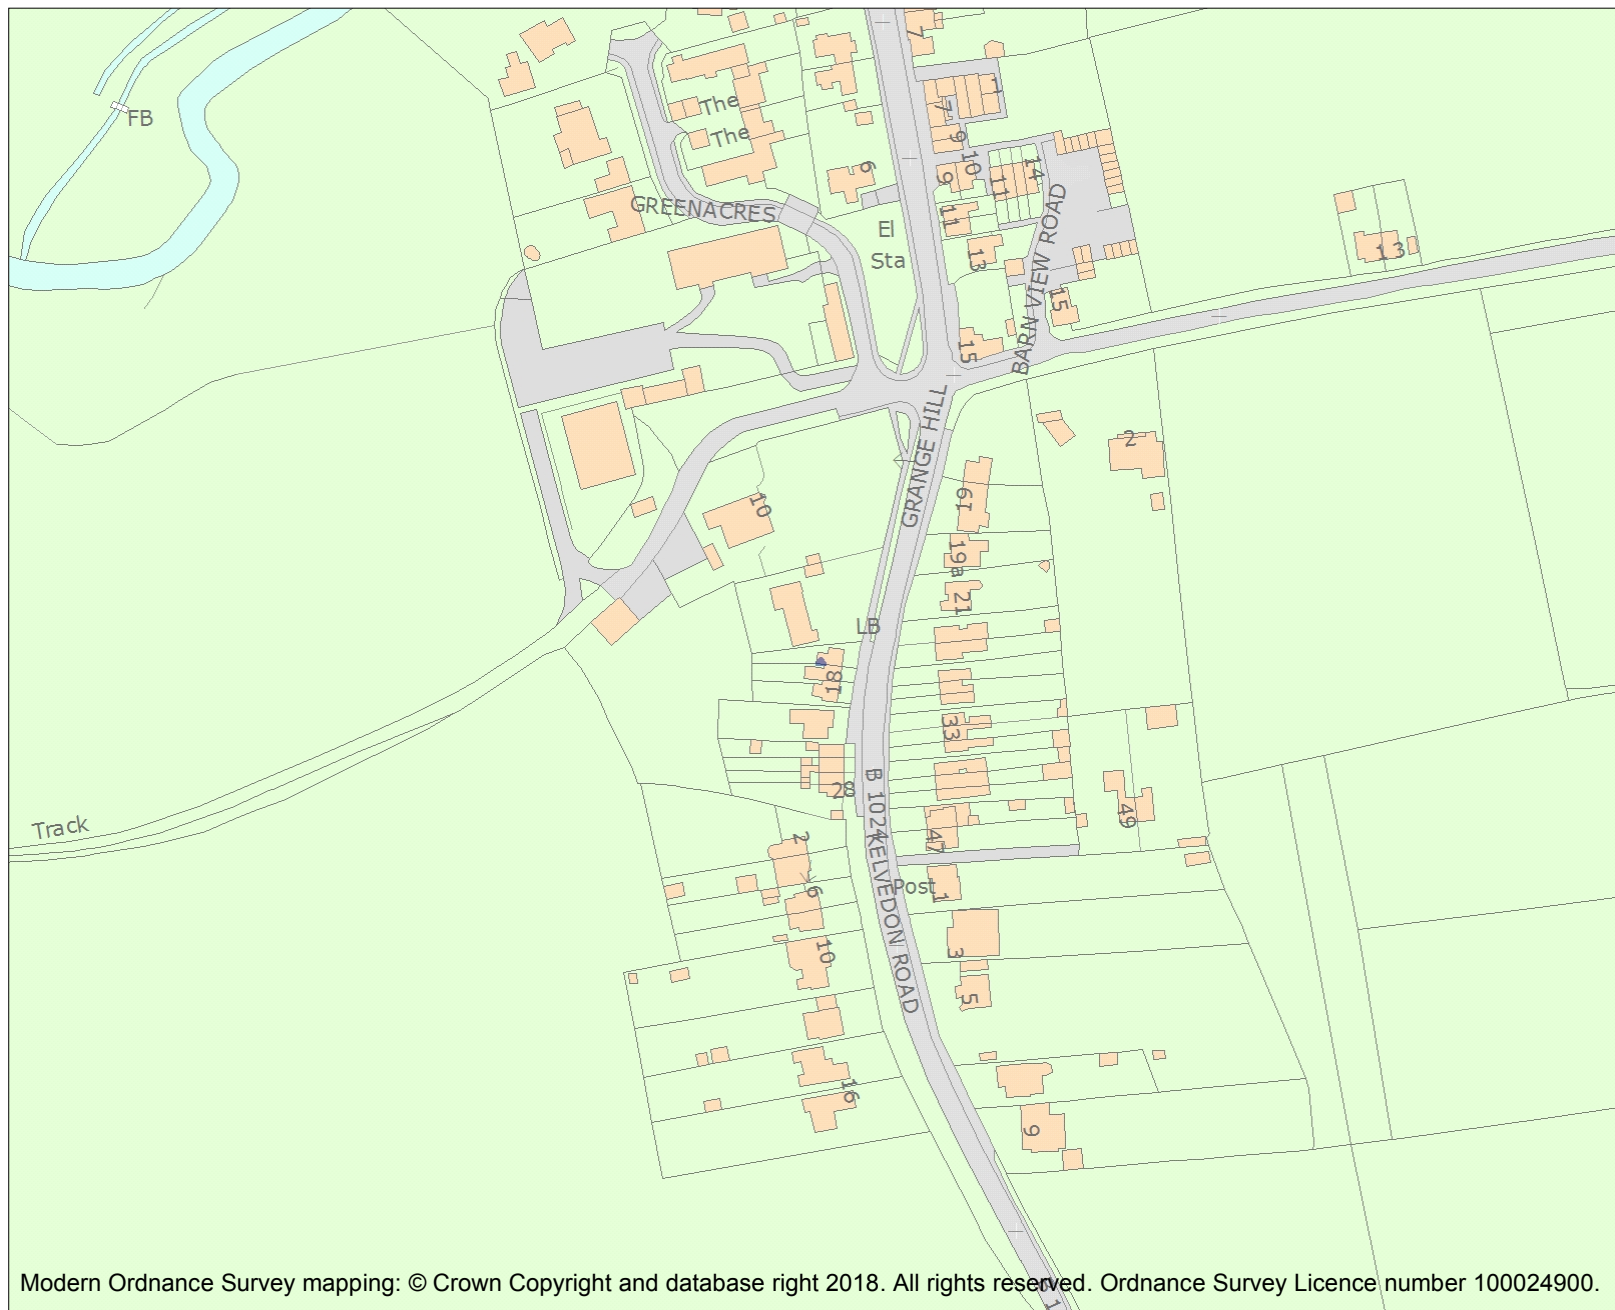 7
FB
The
1
7
The
9
10
14
6
9
11
GREENACRES
11
El
Sta
13
13
15
BARN VIEW ROAD
15
GRANGE HILL
2
19
10
19a
21
LB
18
33
28
B 1024
49
Track
2
47
6
Post
1
KELVEDON ROAD
10
3
5
16
9
Modern Ordnance Survey mapping: © Crown Copyright and database right 2018. All rights reserved. Ordnance Survey Licence number 100024900.